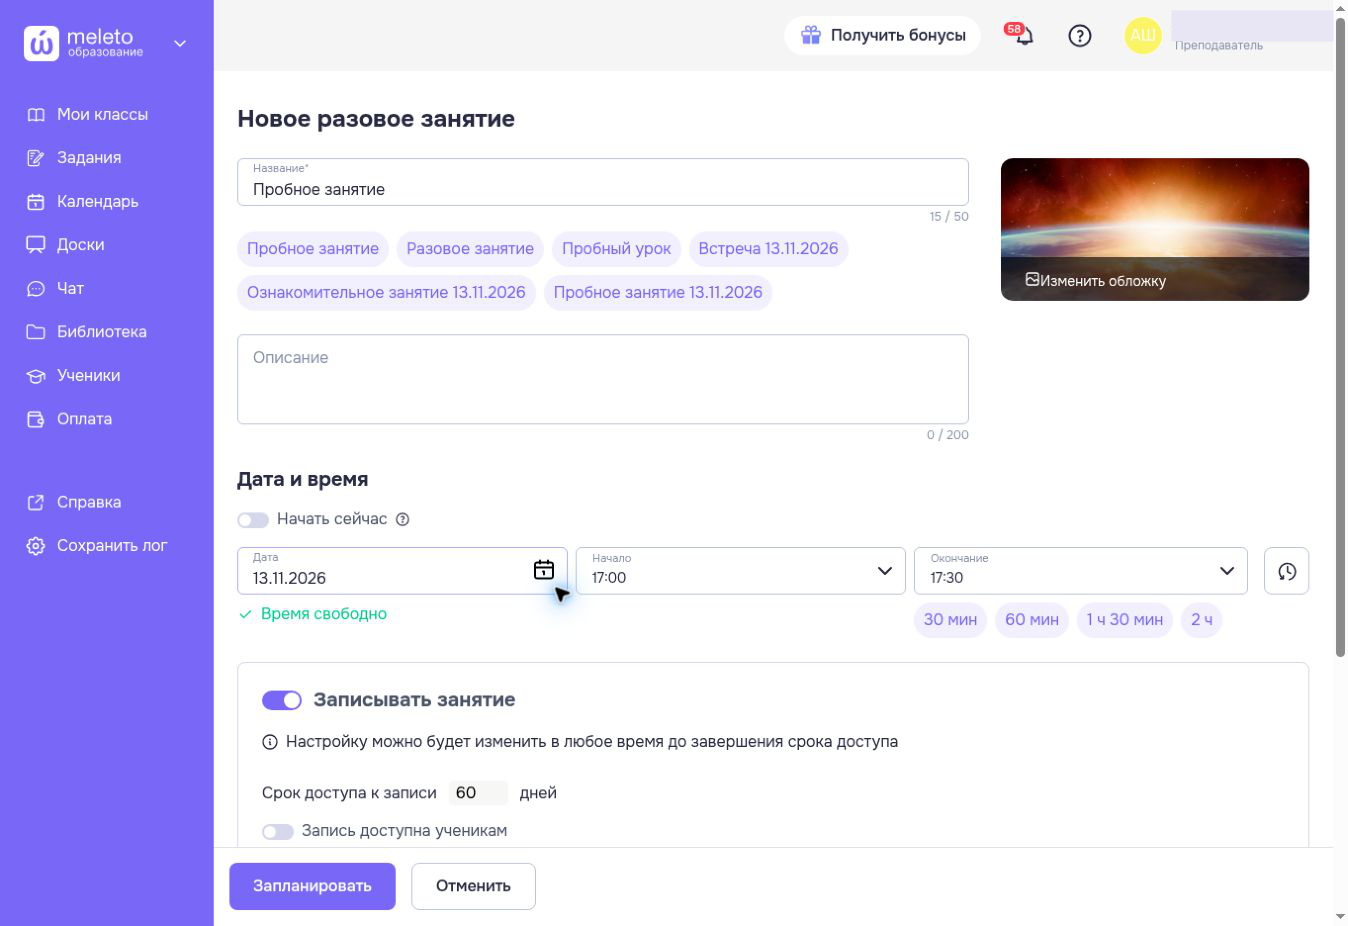 meleto
образование
Мои классы
Задания
Календарь
Доски
Чат
Библиотека
Ученики
Оплата
Справка
Сохранить лог
Получить бонусы
58
АШ
Преподаватель
Новое разовое занятие
Название*
Пробное занятие
15 / 50
Пробное занятие Разовое занятие Пробный урок Встреча 13.11.2026
Ознакомительное занятие 13.11.2026 Пробное занятие 13.11.2026
Изменить обложку
Описание
0 / 200
Дата и время
Начать сейчас
Дата
13.11.2026
Начало
17:00
Окончание
17:30
Время свободно
30 мин 60 мин 1 ч 30 мин 2 ч
Записывать занятие
Настройку можно будет изменить в любое время до завершения срока доступа
Срок доступа к записи 60 дней
Запись доступна ученикам
Запланировать Отменить